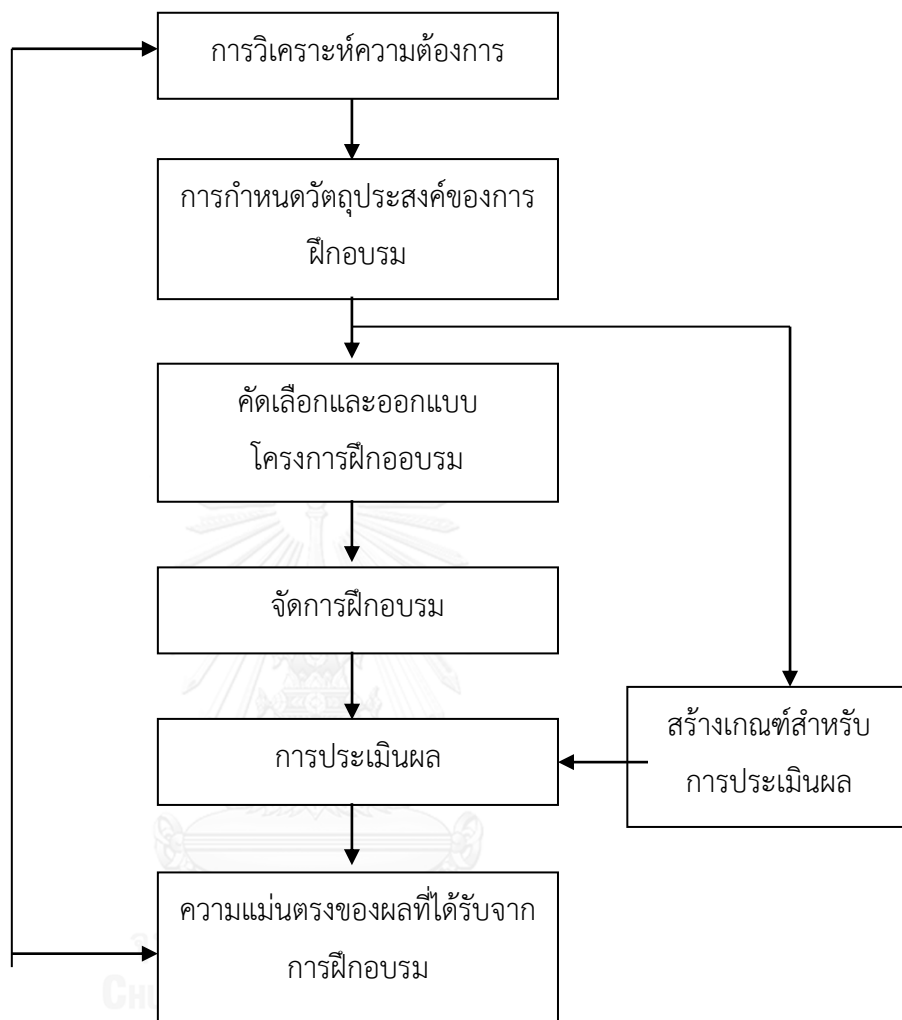 การวิเคราะห์ความต้องการ
การกำหนดวัตถุประสงค์ของการ
ฝึกอบรม
คัดเลือกและออกแบบ
โครงการฝึกออบรม
จัดการฝึกอบรม
การประเมินผล
สร้างเกณฑ์สำหรับ
การประเมินผล
ความแม่นตรงของผลที่ได้รับจาก
การฝึกอบรม